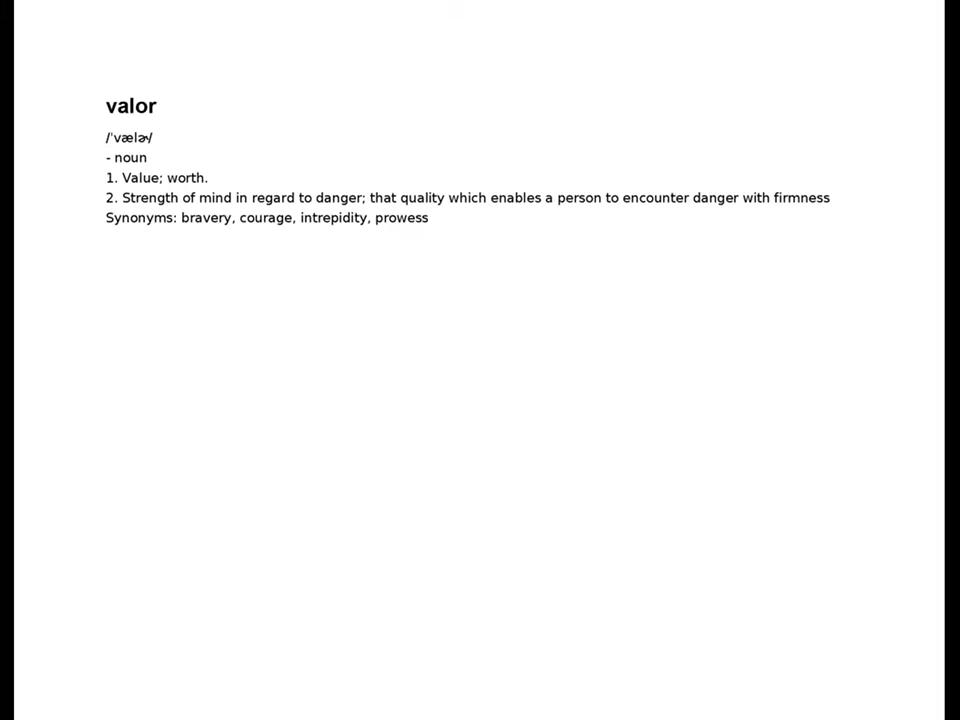 valor
/ˈvælɚ/
- noun
1. Value; worth.
2. Strength of mind in regard to danger; that quality which enables a person to encounter danger with firmness
Synonyms: bravery, courage, intrepidity, prowess